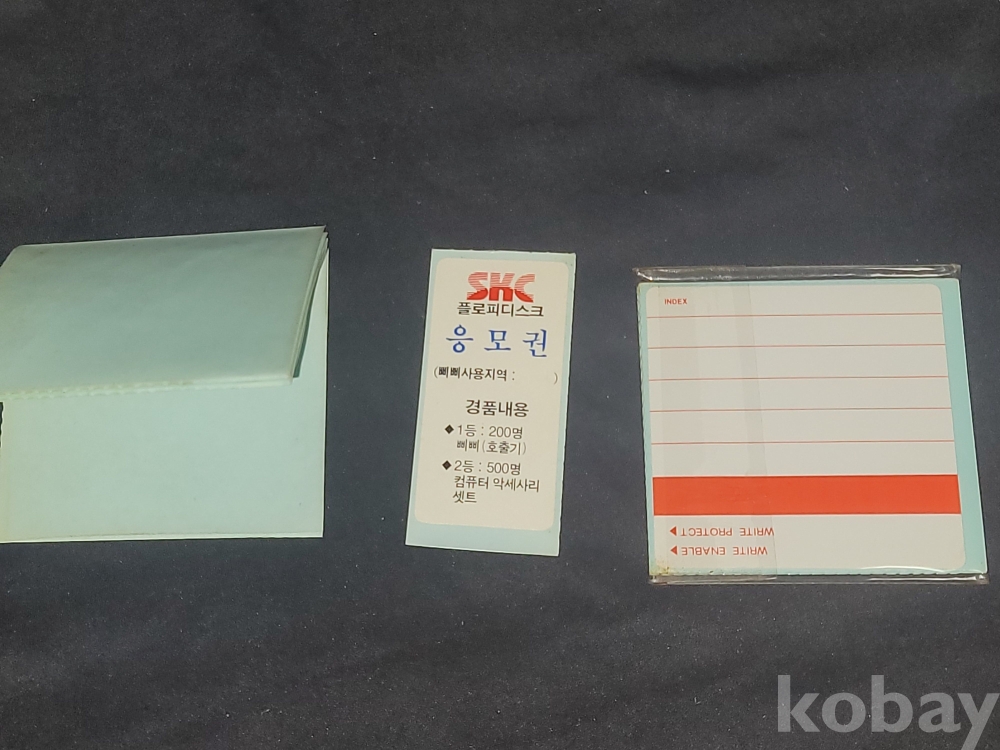 SKC
플로피디스크
응모권
(삐삐사용지역 : )
경품내용
◆1등 : 200명
삐삐(호출기)
◆2등 : 500명
컴퓨터 악세사리
셋트
INDEX
WRITE PROTECT▶
WRITE ENABLE▶
kobay